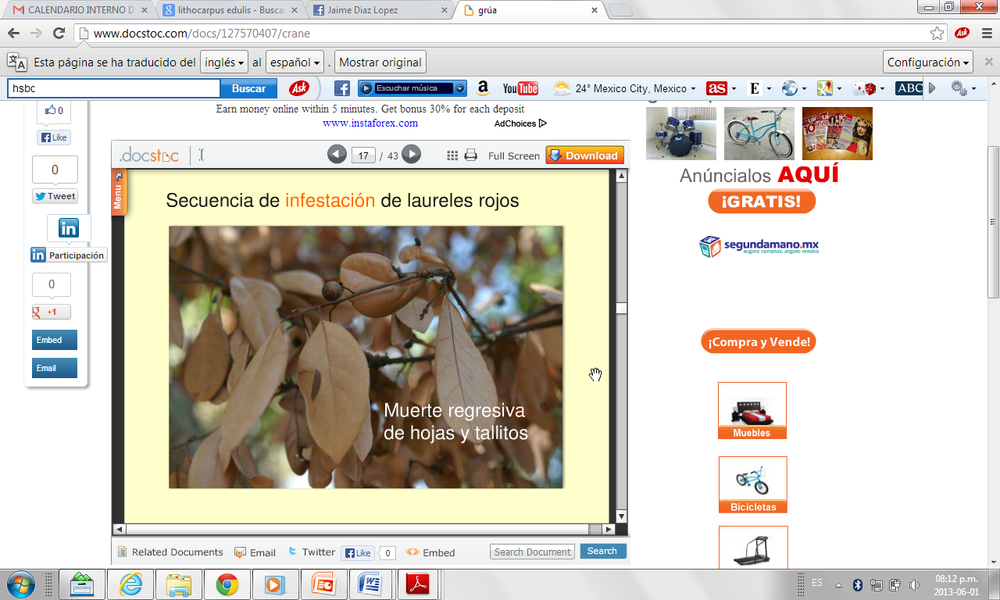 CALENDARIO INTERNO D
lithocarpus edulis - Busca
Jaime Diaz Lopez
grúa
www.docstoc.com/docs/127570407/crane
Ask
Esta página se ha traducido del inglés al español . Mostrar original
Configuración
hsbc
Buscar
Ask
Escuchar música
YouTube
24° Mexico City, Mexico
as
E
ABC
Earn money online within 5 minutes. Get bonus 30% for each deposit
www.instaforex.com
AdChoices
0
Like
0
Tweet
in
in Participación
0
+1
Embed
Email
docstoc
17 / 43
Full Screen
Download
Menu
Secuencia de infestación de laureles rojos
Muerte regresiva
de hojas y tallitos
Related Documents
Email
Twitter
Like
0
Embed
Search Document
Search
Anúncialos AQUÍ
¡GRATIS!
segundamano.mx
seguro compras, seguro vendes
¡Compra y Vende!
Muebles
Bicicletas
ES
08:12 p.m.
2013-06-01